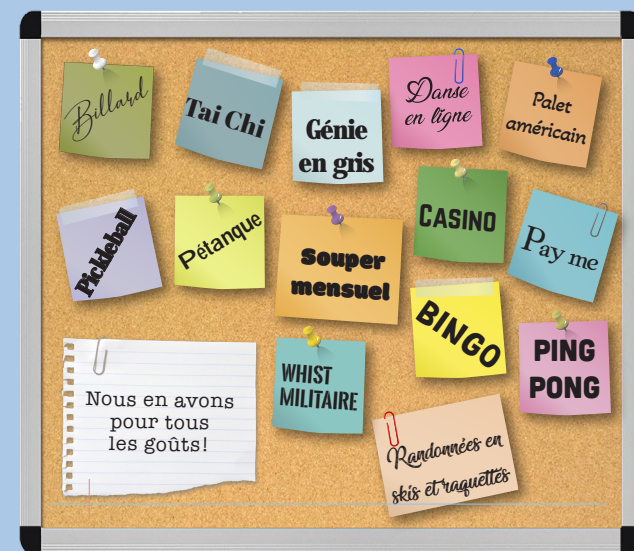 Billard
Tai Chi
Génie
en gris
Danse
en ligne
Palet
américain
Pickleball
Pétanque
Souper
mensuel
CASINO
Pay me
BINGO
PING
PONG
Nous en avons
pour tous
les goûts!
WHIST
MILITAIRE
Randonnées en
skis et raquettes